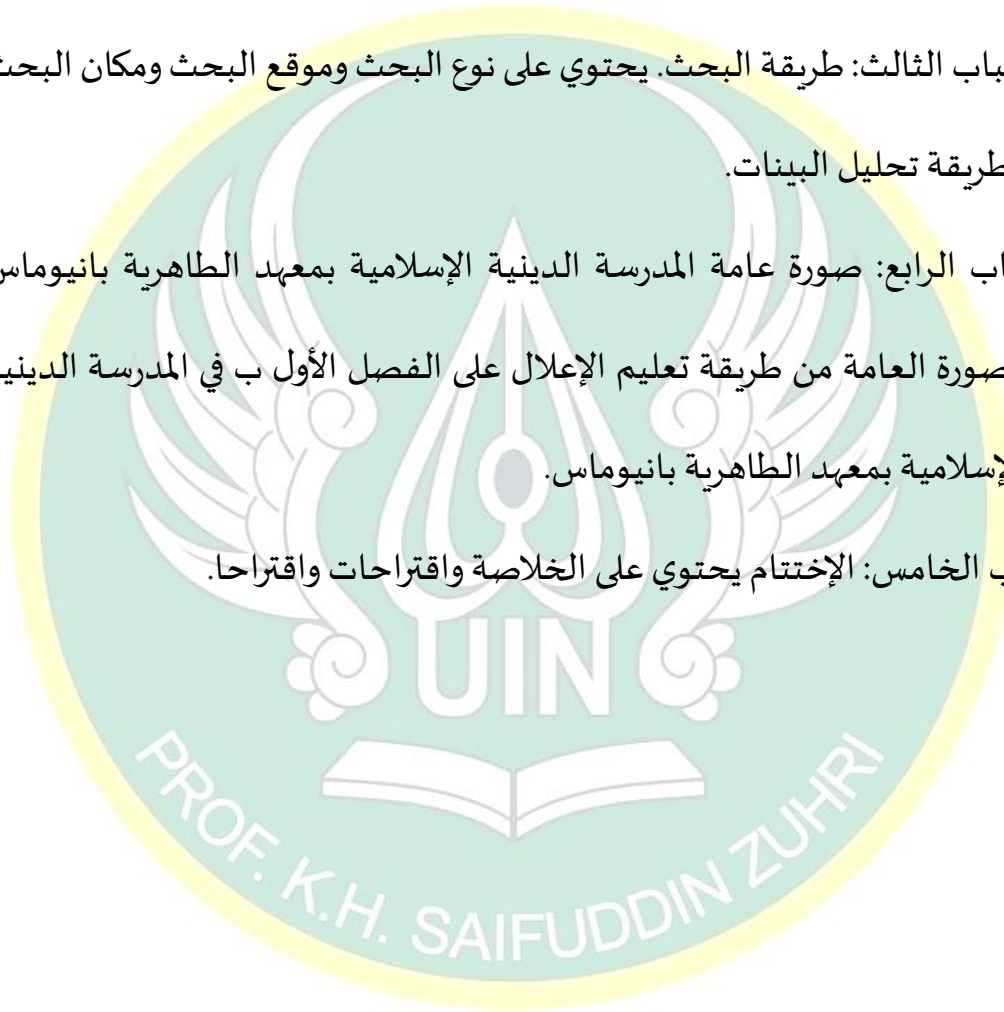 باب الثالث: طريقة البحث. يحتوي على نوع البحث وموقع البحث ومكان البحث
طريقة تحليل البينات.
اب الرابع: صورة عامة المدرسة الدينية الإسلامية بمعهد الطاهرية بانيوماس
صورة العامة من طريقة تعليم الإعلال على الفصل الأول ب في المدرسة الدينية
لإسلامية بمعهد الطاهرية بانيوماس.
ب الخامس: الإختتام يحتوي على الخلاصة واقتراحات واقتراحا.
UIN
PROF. K.H. SAIFUDDIN ZUHRI